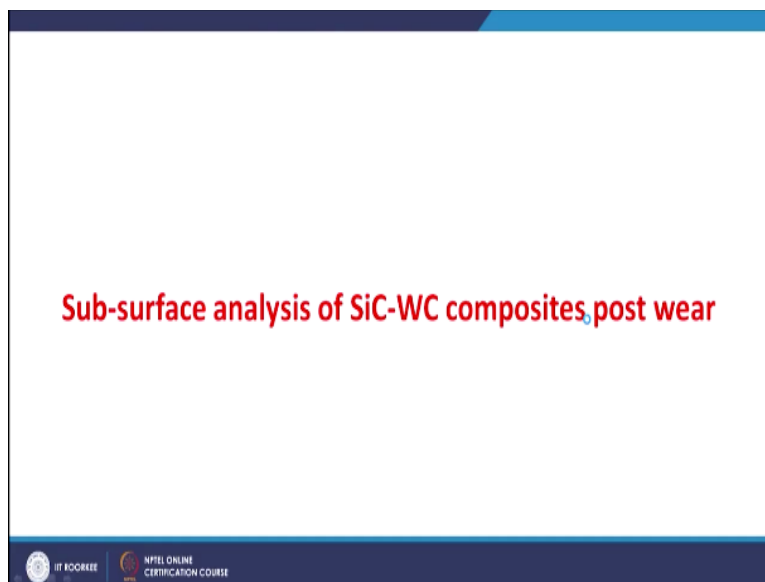 Sub-surface analysis of SiC-WC composites post wear
IIT ROORKEE
NPTEL ONLINE
CERTIFICATION COURSE